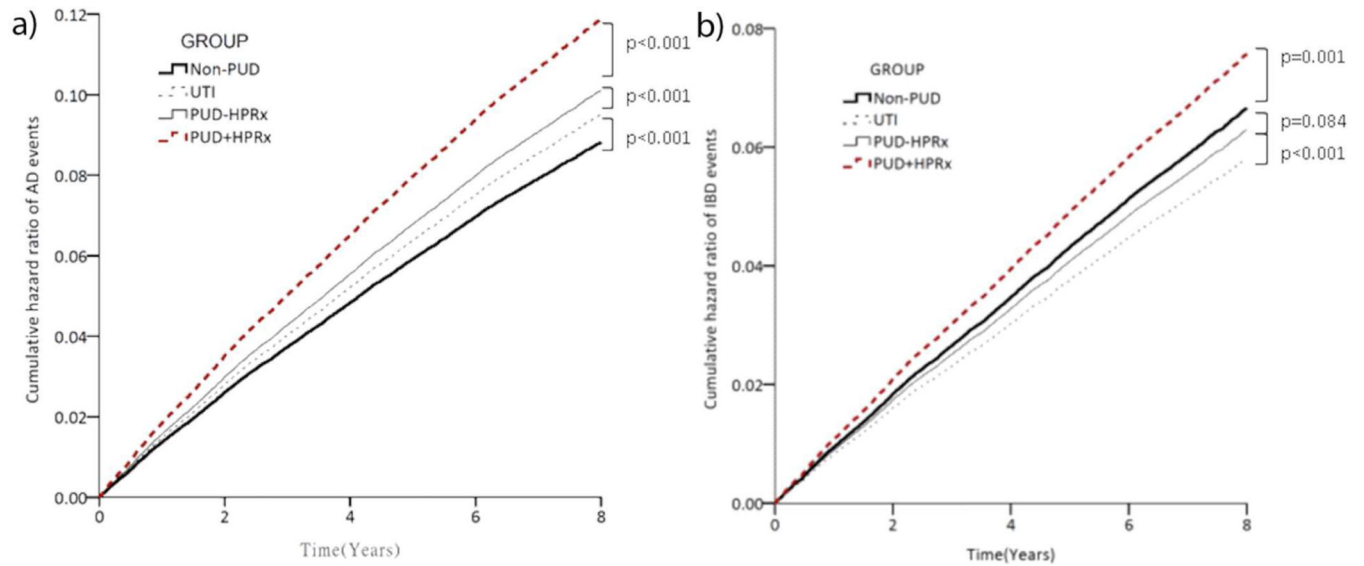 a)
Cumulative hazard ratio of AD events
0.12
0.10
0.08
0.06
0.04
0.02
0.00
GROUP
Non-PUD
UTI
PUD-HPRx
PUD+HPRx
p<0.001
p<0.001
p<0.001
0 2 4 6 8
Time(Years)
b)
Cumulative hazard ratio of IBD events
0.08
0.06
0.04
0.02
0.00
GROUP
Non-PUD
UTI
PUD-HPRx
PUD+HPRx
p=0.001
p=0.084
p<0.001
0 2 4 6 8
Time(Years)